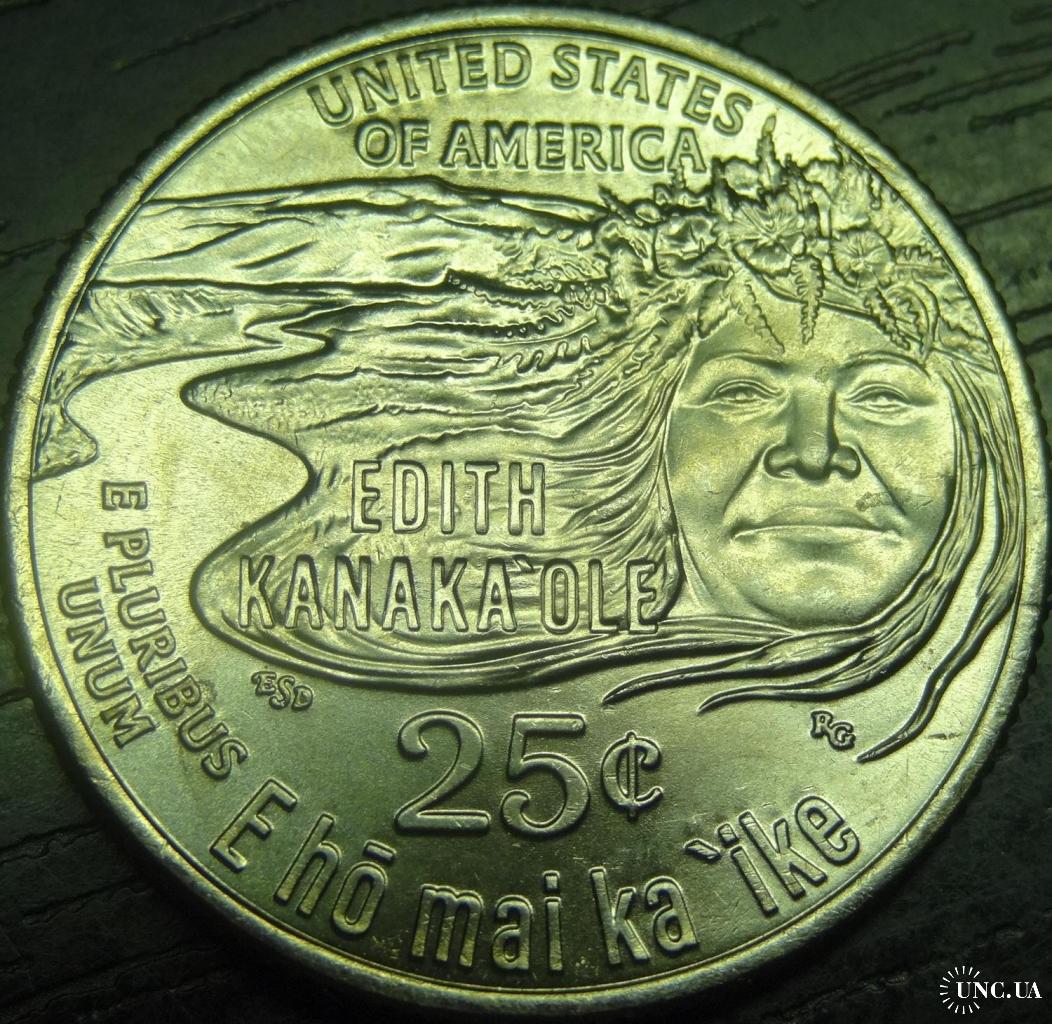 UNITED STATES
OF AMERICA
EDITH
KANAKA`OLE
E PLURIBUS
UNUM
ESD
25¢
RG
E hō mai ka `ike
UNC.UA